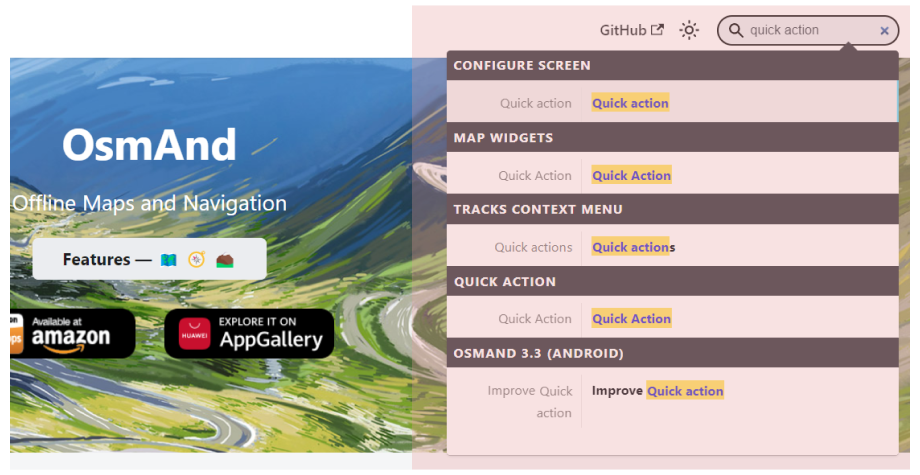 GitHub
quick action
CONFIGURE SCREEN
Quick action Quick action
MAP WIDGETS
Quick Action Quick Action
TRACKS CONTEXT MENU
Quick actions Quick actions
QUICK ACTION
Quick Action Quick Action
OSMAND 3.3 (ANDROID)
Improve Quick action Improve Quick action
OsmAnd
Offline Maps and Navigation
Features —
Available at
amazon
EXPLORE IT ON
HUAWEI AppGallery